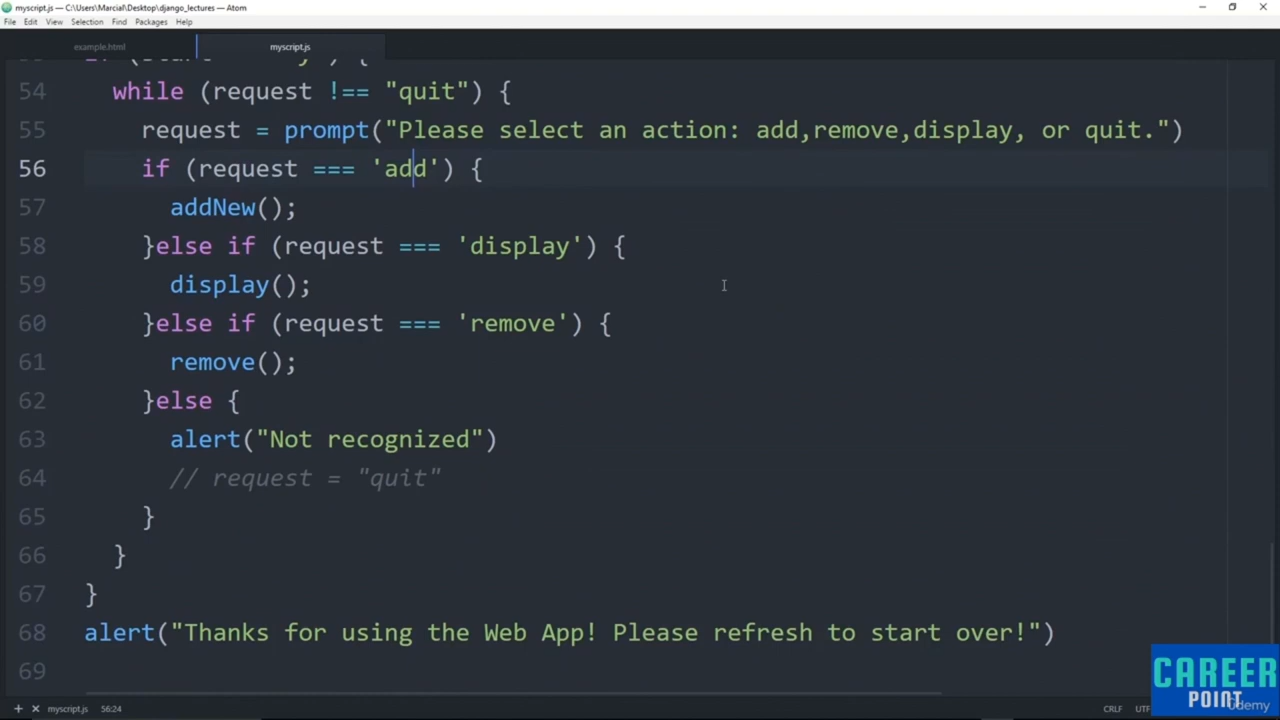 myscript.js — C:\Users\Marcial\Desktop\django_lectures — Atom
File Edit View Selection Find Packages Help
example.html myscript.js
54 while (request !== "quit") {
55 request = prompt("Please select an action: add,remove,display, or quit.")
56 if (request === 'add') {
57 addNew();
58 }else if (request === 'display') {
59 display();
60 }else if (request === 'remove') {
61 remove();
62 }else {
63 alert("Not recognized")
64 // request = "quit"
65 }
66 }
67 }
68 alert("Thanks for using the Web App! Please refresh to start over!")
69
CAREER
POINT
Udemy
myscript.js 56:24 CRLF